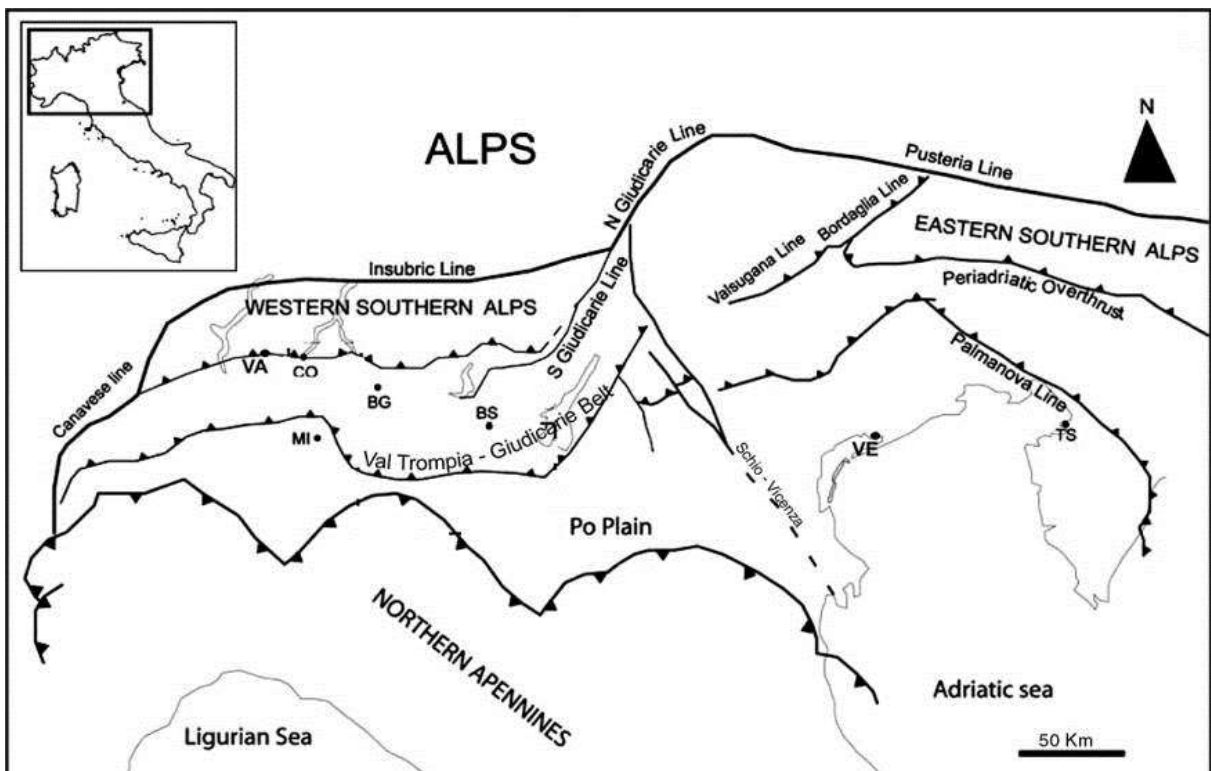 ALPS
N
N Giudicarie Line
Pusteria Line
Bordaglia Line
Valsugana Line
EASTERN SOUTHERN ALPS
Periadriatic Overthrust
Insubric Line
WESTERN SOUTHERN ALPS
S Giudicarie Line
Palmanova Line
Canavese line
VA
CO
BG
BS
MI
Val Trompia - Giudicarie Belt
Schio - Vicenza
VE
TS
Po Plain
NORTHERN APENNINES
Adriatic sea
Ligurian Sea
50 Km